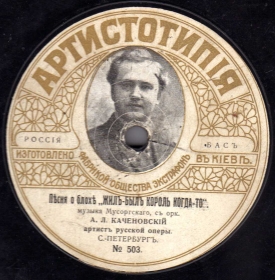 АРТИСТОТИПІЯ
РОССІЯ
БАСЪ
ИЗГОТОВЛЕНО
ФАБРИКОЙ ОБЩЕСТВА ЭКСТРАФОНЪ
ВЪ КІЕВѢ
Пѣсня о блохѣ „ЖИЛЪ-БЫЛЪ КОРОЛЬ КОГДА-ТО“
музыка Мусоргскаго, съ орк.
А. Л. КАЧЕНОВСКІЙ
артистъ русской оперы.
С.-ПЕТЕРБУРГЪ.
№ 503.